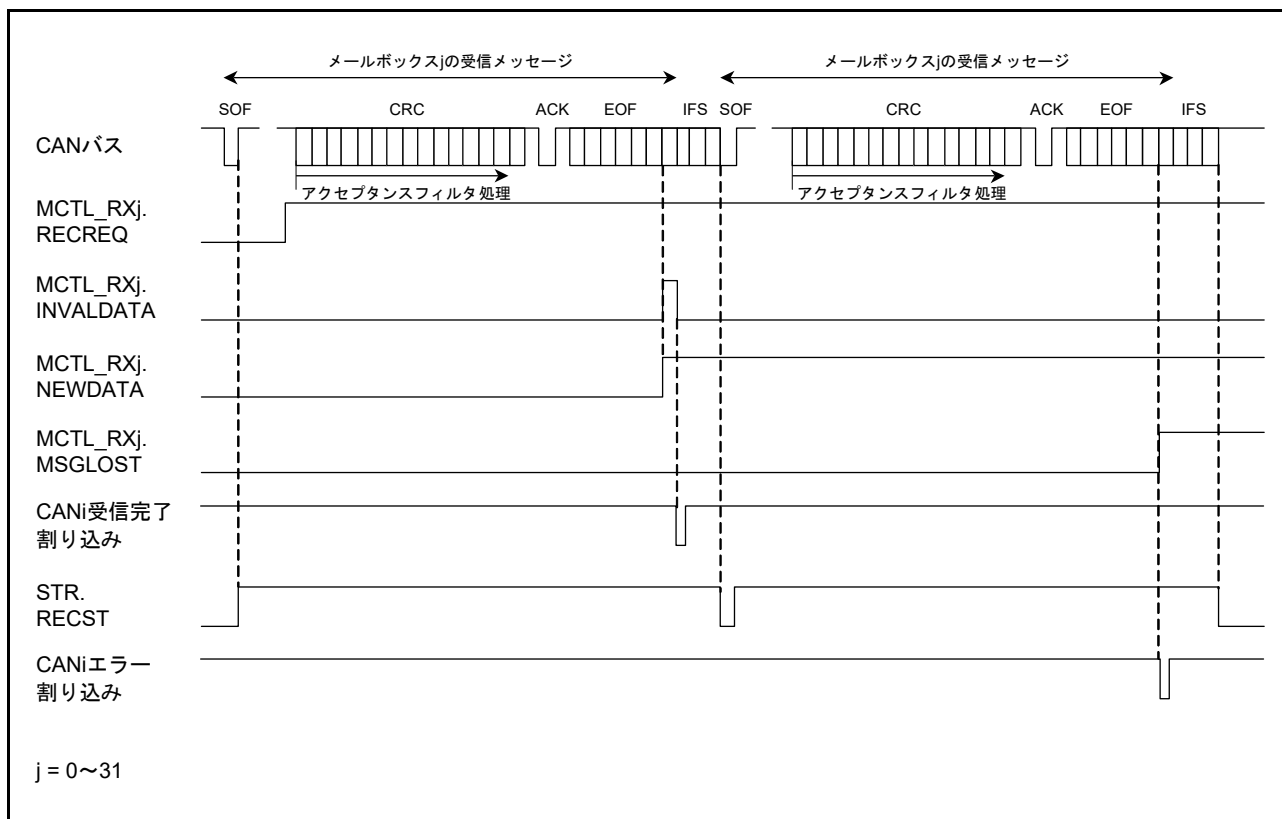 メールボックスjの受信メッセージ メールボックスjの受信メッセージ
SOF CRC ACK EOF IFS SOF CRC ACK EOF IFS
CANバス
アクセプタンスフィルタ処理 アクセプタンスフィルタ処理
MCTL_RXj.
RECREQ
MCTL_RXj.
INVALDATA
MCTL_RXj.
NEWDATA
MCTL_RXj.
MSGLOST
CANi受信完了
割り込み
STR.
RECST
CANiエラー
割り込み
j = 0～31